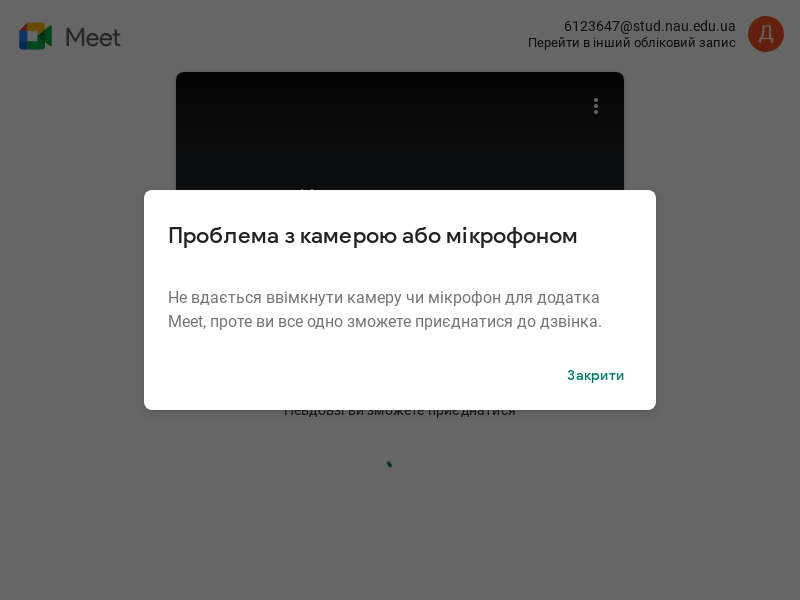 Meet
6123647@stud.nau.edu.ua
Перейти в інший обліковий запис
Д
Проблема з камерою або мікрофоном
Не вдається ввімкнути камеру чи мікрофон для додатка
Meet, проте ви все одно зможете приєднатися до дзвінка.
Закрити
Невдовзі ви зможете приєднатися